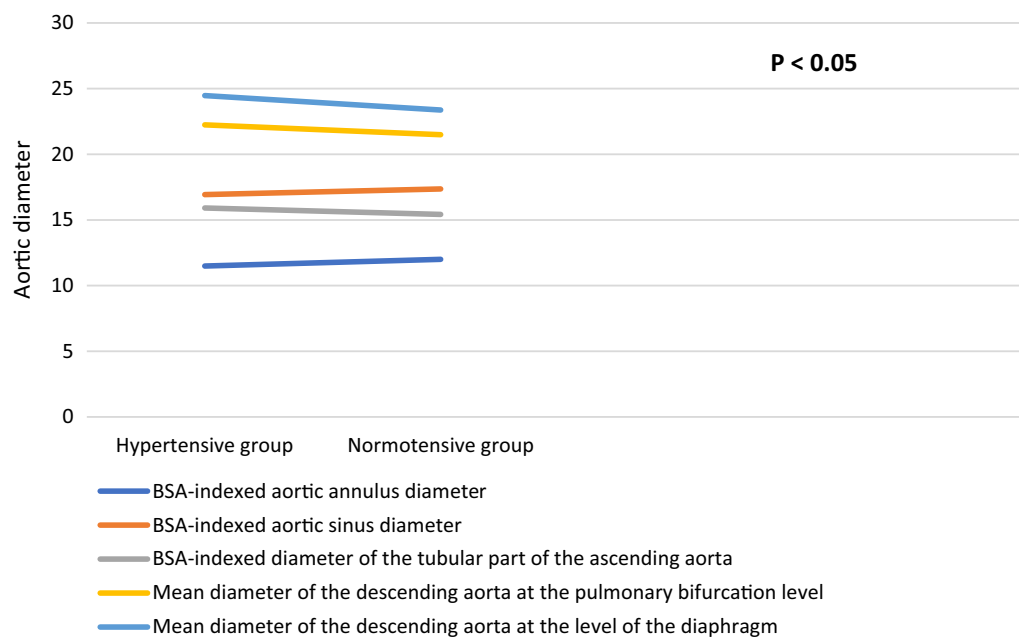 30
P < 0.05
25
20
15
10
5
0
Aortic diameter
Hypertensive group Normotensive group
BSA-indexed aortic annulus diameter
BSA-indexed aortic sinus diameter
BSA-indexed diameter of the tubular part of the ascending aorta
Mean diameter of the descending aorta at the pulmonary bifurcation level
Mean diameter of the descending aorta at the level of the diaphragm